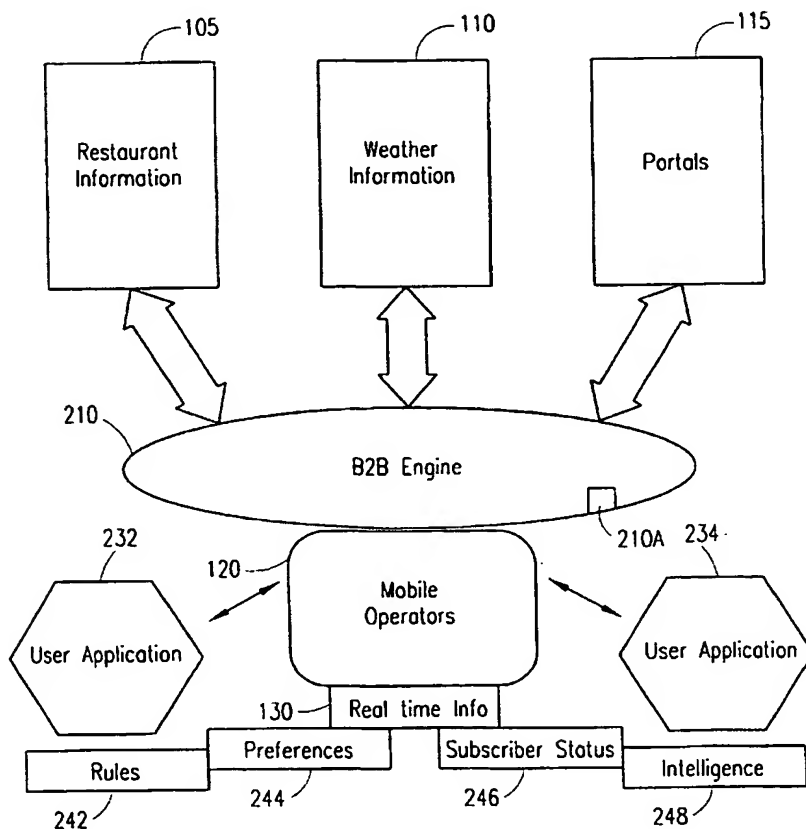 105
110
115
Restaurant
Information
Weather
Information
Portals
210
B2B Engine
210A
232
120
234
Mobile
Operators
User Application
User Application
130
Real time Info
Preferences
Subscriber Status
Rules
Intelligence
242
244
246
248